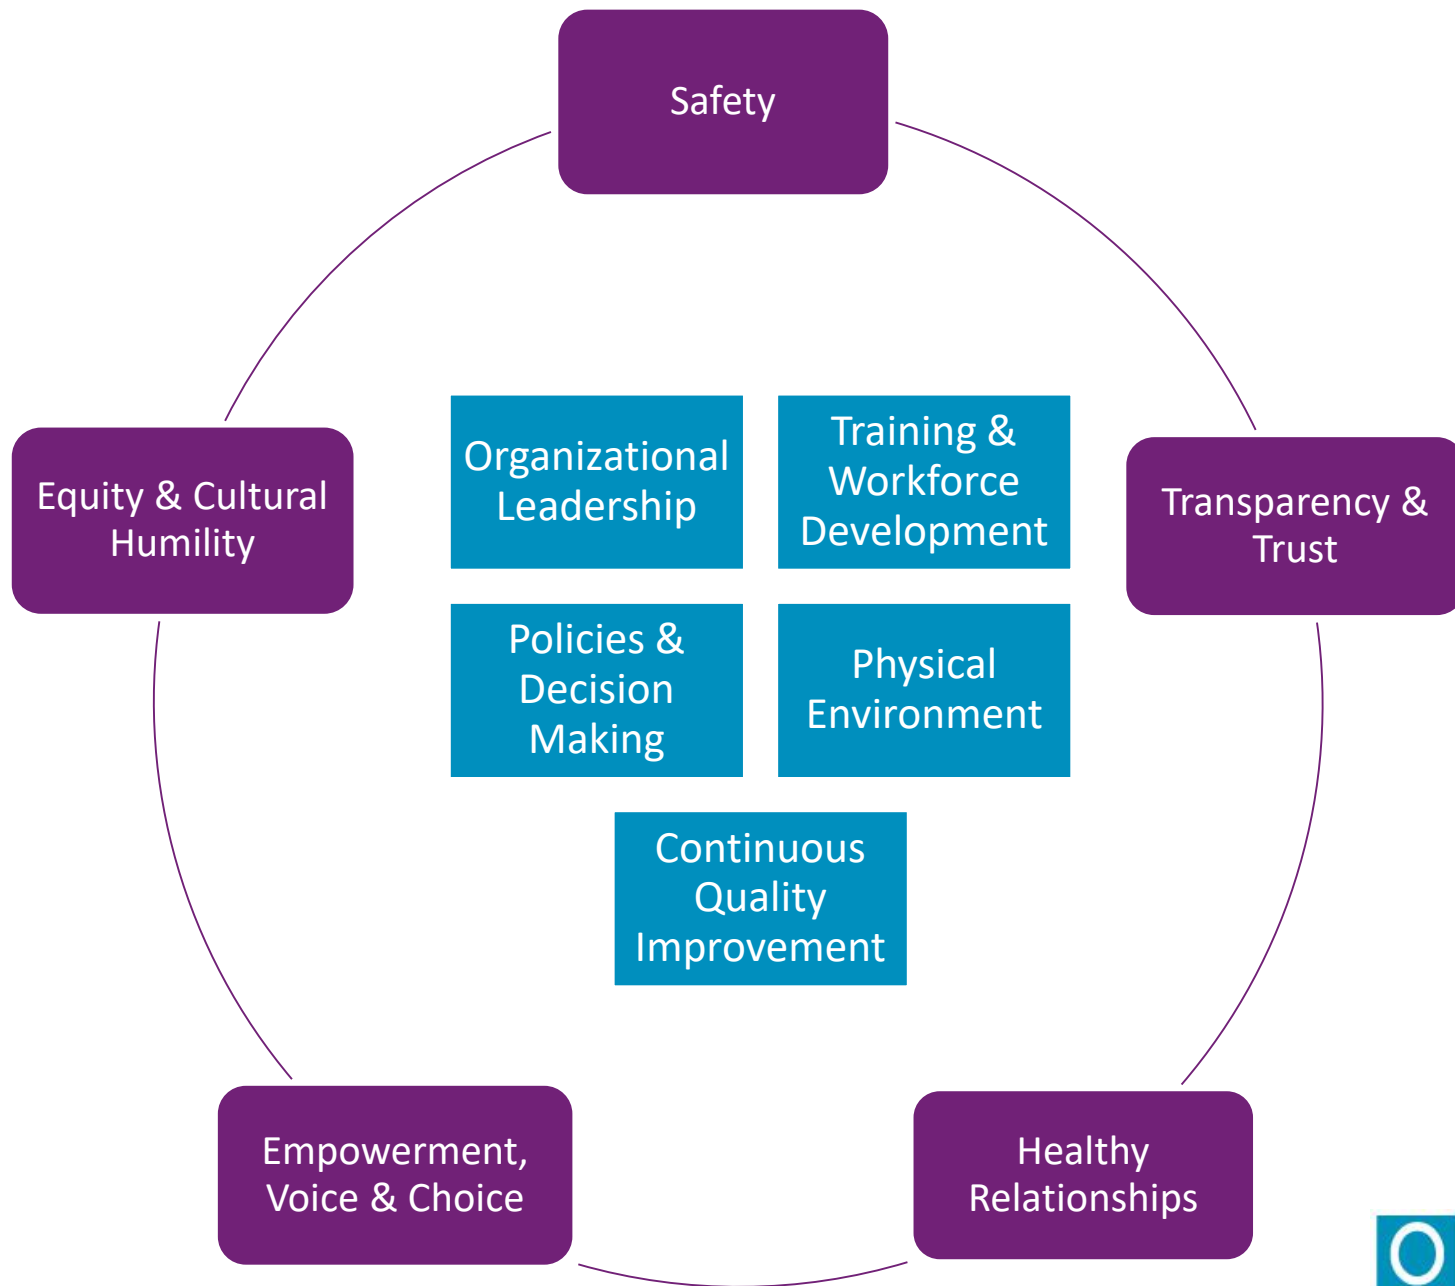 Safety
Equity & Cultural
Humility
Organizational
Leadership
Training &
Workforce
Development
Transparency &
Trust
Policies &
Decision
Making
Physical
Environment
Continuous
Quality
Improvement
Empowerment,
Voice & Choice
Healthy
Relationships
O